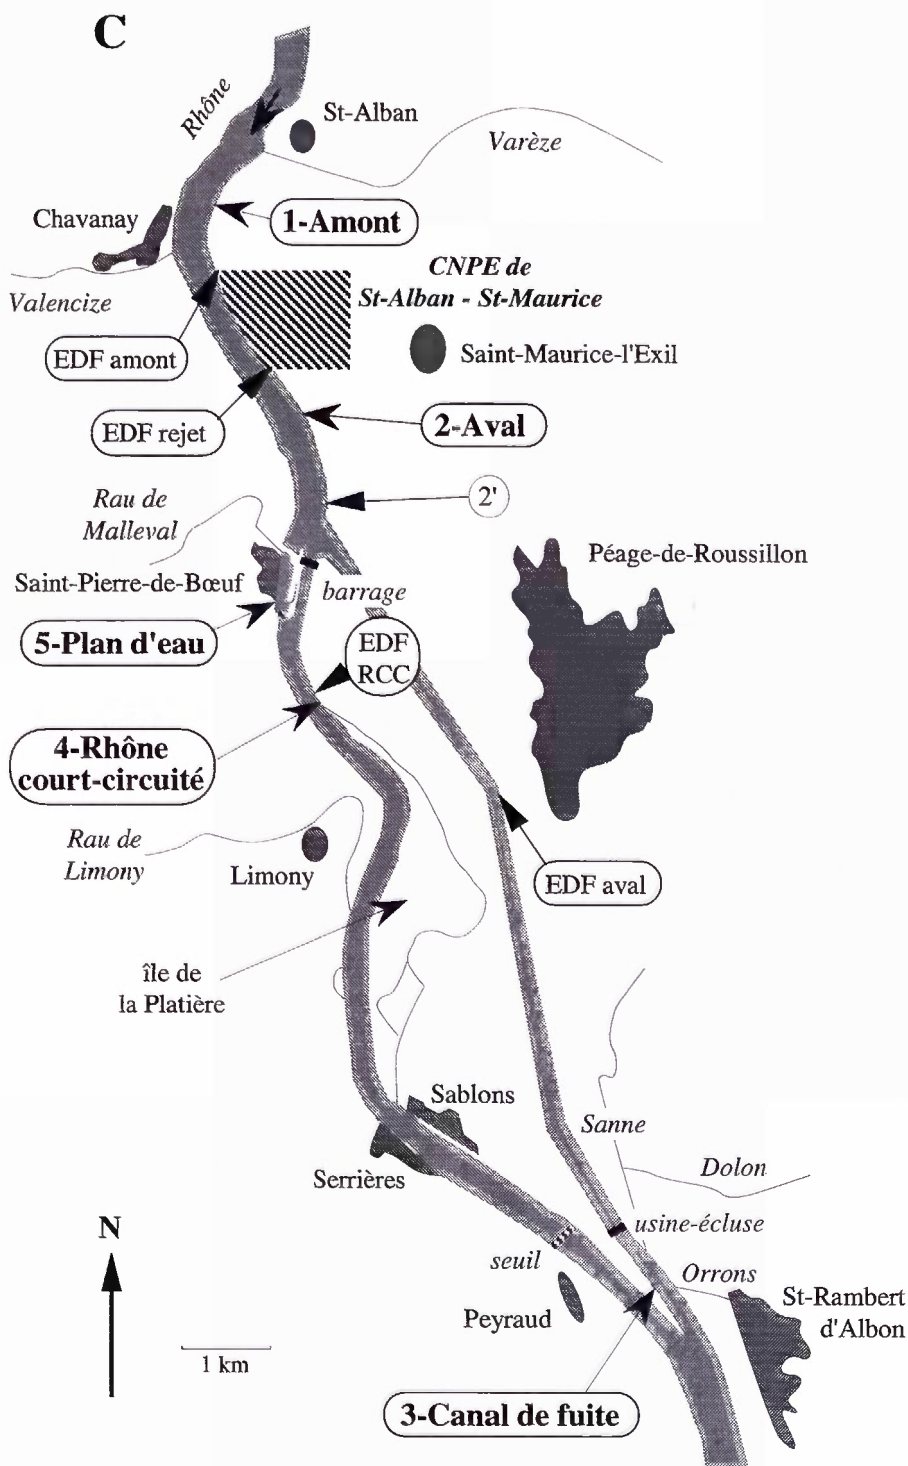 C
Rhône
St-Alban
Varèze
Chavanay
1-Amont
CNPE de
St-Alban - St-Maurice
Valencize
EDF amont
Saint-Maurice-l'Exil
EDF rejet
2-Aval
2'
Rau de
Malleval
Péage-de-Roussillon
Saint-Pierre-de-Bœuf
barrage
5-Plan d'eau
EDF
RCC
4-Rhône
court-circuité
Rau de
Limony
Limony
EDF aval
île de
la Platière
Sablons
Sanne
Serrières
Dolon
N
usine-écluse
seuil
Orrons
St-Rambert
d'Albon
Peyraud
1 km
3-Canal de fuite